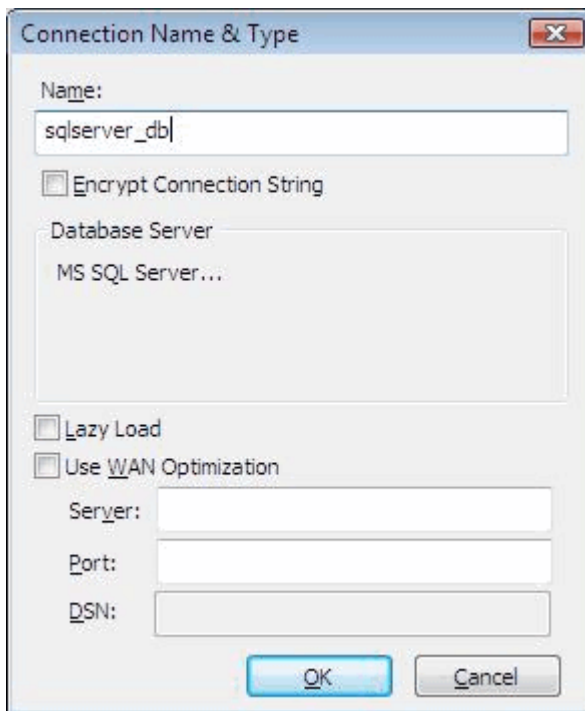 Connection Name & Type
Name:
sqlserver_db
Encrypt Connection String
Database Server
MS SQL Server...
Lazy Load
Use WAN Optimization
Server:
Port:
DSN:
OK Cancel